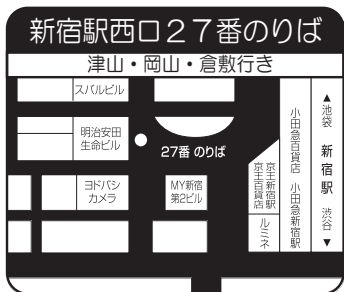 新宿駅西口27番のりば
津山・岡山・倉敷行き
スバルビル
明治安田
生命ビル
27番 のりば
ヨドバシ
カメラ
MY新宿
第2ビル
京王新宿駅
京王百貨店
ルミネ
小田急百貨店 小田急新宿駅
▲池袋 新宿駅 渋谷▼